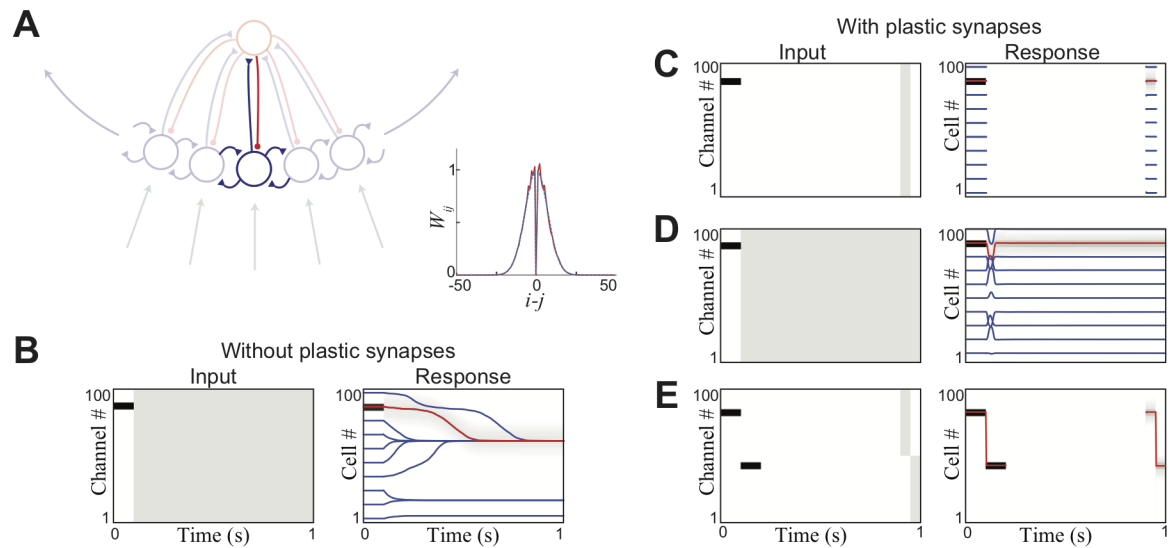 A
1
W_ij
0
-50
0
50
i-j
B
Without plastic synapses
Input
Response
100
Channel #
1
0
Time (s)
1
100
Cell #
1
0
Time (s)
1
With plastic synapses
C
Input
Response
100
Channel #
1
100
Cell #
1
D
100
Channel #
1
100
Cell #
1
E
100
Channel #
1
0
Time (s)
1
100
Cell #
1
0
Time (s)
1